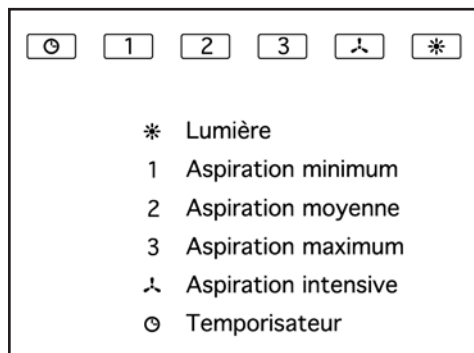 1 2 3
Lumière
1 Aspiration minimum
2 Aspiration moyenne
3 Aspiration maximum
Aspiration intensive
Temporisateur